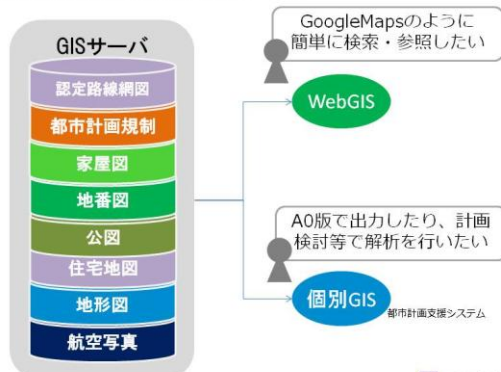 GISサーバ
認定路線網図
都市計画規制
家屋図
地番図
公図
住宅地図
地形図
航空写真
GoogleMapsのように
簡単に検索・参照したい
WebGIS
A0版で出力したり、計画
検討等で解析を行いたい
個別GIS
都市計画支援システム